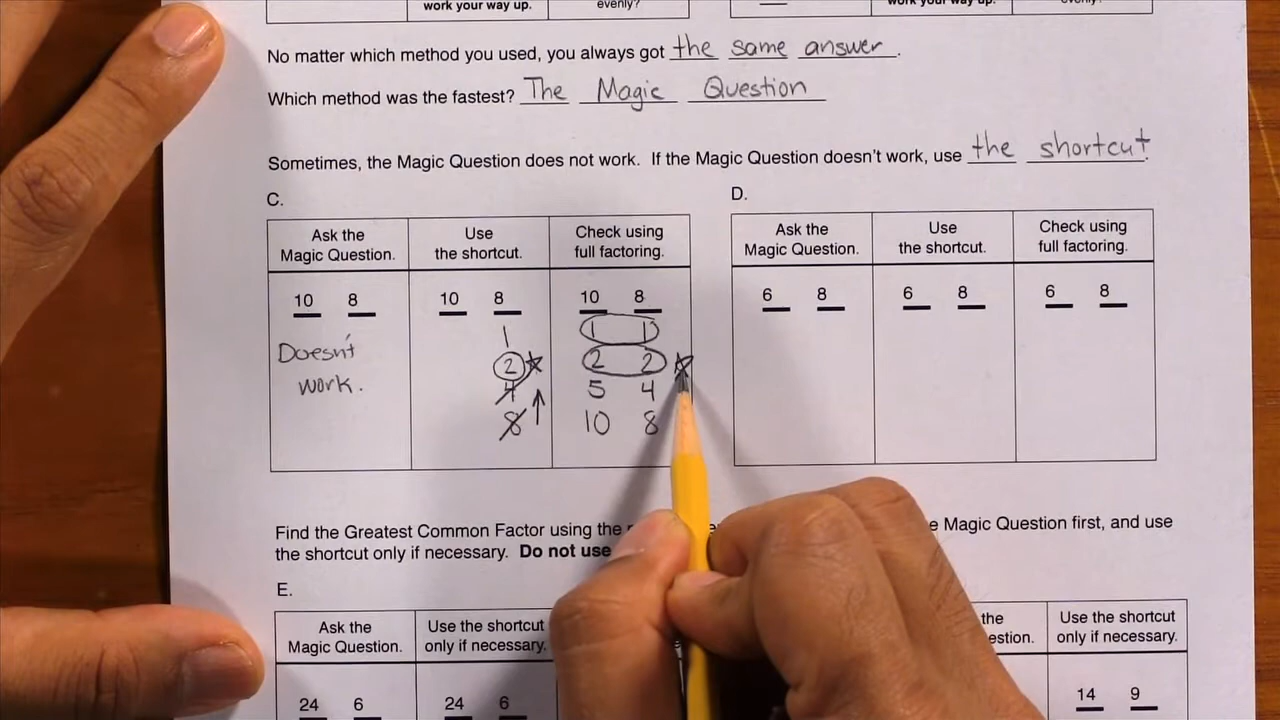 work your way up.
evenly?
work your way up.
evenly?
No matter which method you used, you always got the same answer.
Which method was the fastest? The Magic Question
Sometimes, the Magic Question does not work. If the Magic Question doesn't work, use the shortcut.
C.
Ask the Magic Question.
Use the shortcut.
Check using full factoring.
10 8
Doesn't
work.
10 8
1
2
4
8
10 8
1 1
2 2
5 4
10 8
D.
Ask the Magic Question.
Use the shortcut.
Check using full factoring.
6 8
6 8
6 8
Find the Greatest Common Factor using the
e Magic Question first, and use
the shortcut only if necessary. Do not use
E.
Ask the Magic Question.
Use the shortcut only if necessary.
24 6
24 6
the
estion.
Use the shortcut only if necessary.
14 9